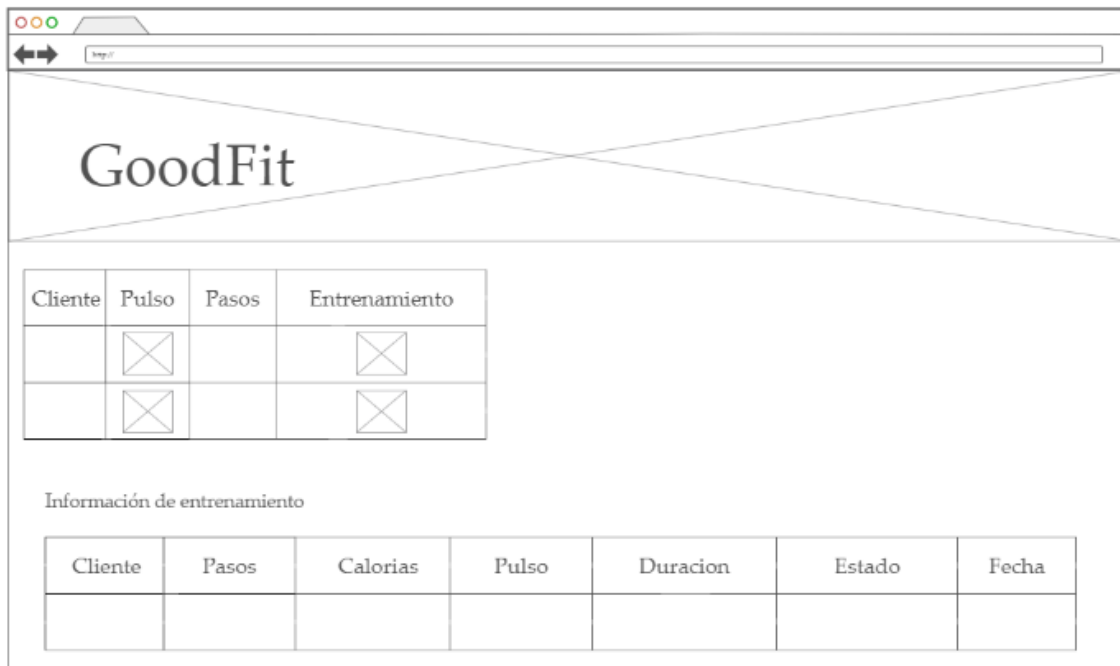 http://
GoodFit
Cliente Pulso Pasos Entrenamiento
Información de entrenamiento
Cliente Pasos Calorias Pulso Duracion Estado Fecha